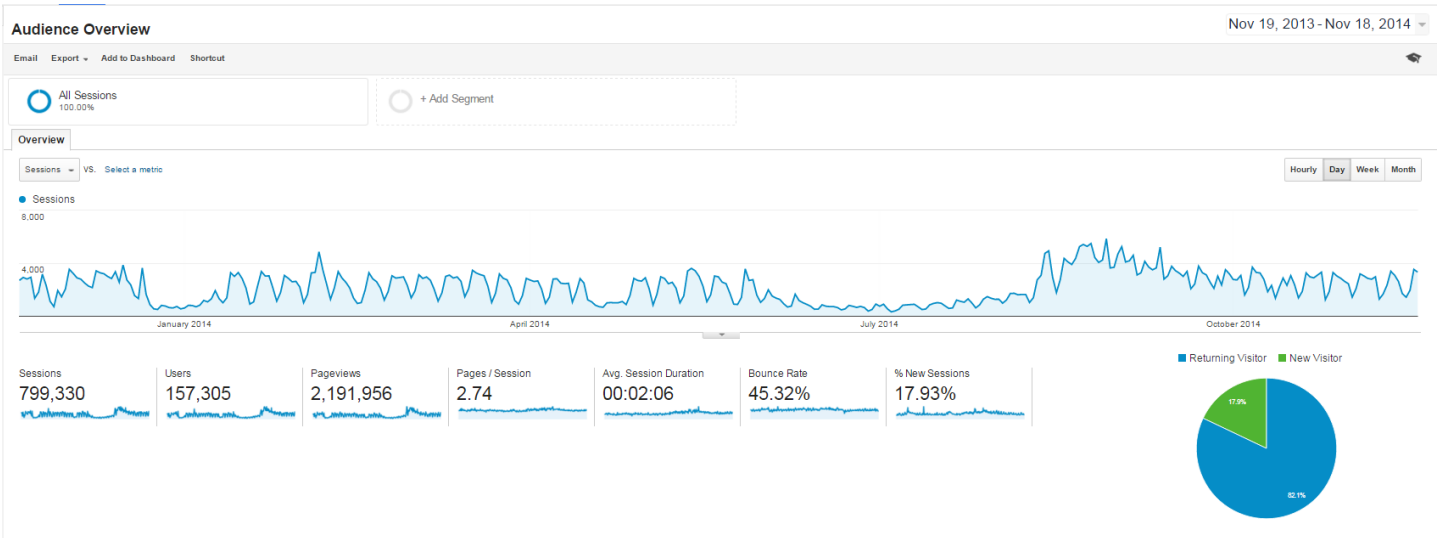 Audience Overview
Nov 19, 2013 - Nov 18, 2014
Email Export Add to Dashboard Shortcut
All Sessions
100.00%
+ Add Segment
Overview
Sessions VS. Select a metric
Hourly Day Week Month
Sessions
8,000
4,000
January 2014 April 2014 July 2014 October 2014
Returning Visitor New Visitor
Sessions Users Pageviews Pages / Session Avg. Session Duration Bounce Rate % New Sessions
799,330 157,305 2,191,956 2.74 00:02:06 45.32% 17.93%
17.9%
82.1%